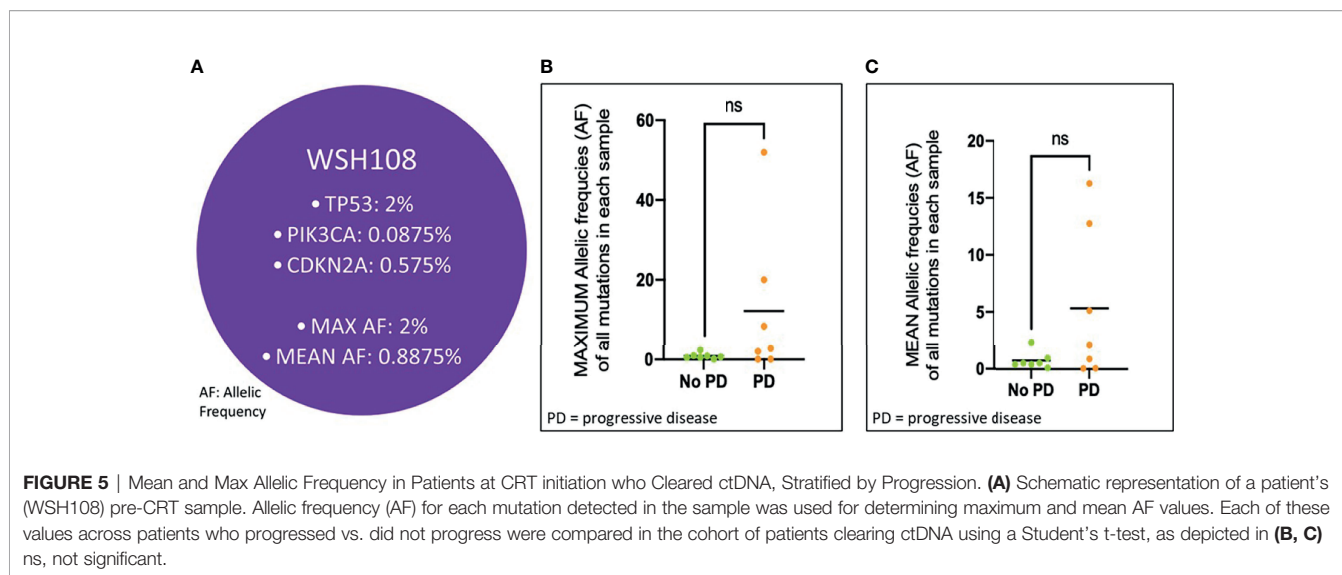 A
WSH108
• TP53: 2%
• PIK3CA: 0.0875%
• CDKN2A: 0.575%
• MAX AF: 2%
• MEAN AF: 0.8875%
AF: Allelic
Frequency
B
MAXIMUM Allelic frequcies (AF)
of all mutations in each sample
60
40
20
0
ns
No PD
PD
PD = progressive disease
C
MEAN Allelic frequcies (AF)
of all mutations in each sample
20
15
10
5
0
ns
No PD
PD
PD = progressive disease
FIGURE 5 | Mean and Max Allelic Frequency in Patients at CRT initiation who Cleared ctDNA, Stratified by Progression. (A) Schematic representation of a patient's
(WSH108) pre-CRT sample. Allelic frequency (AF) for each mutation detected in the sample was used for determining maximum and mean AF values. Each of these
values across patients who progressed vs. did not progress were compared in the cohort of patients clearing ctDNA using a Student's t-test, as depicted in (B, C)
ns, not significant.